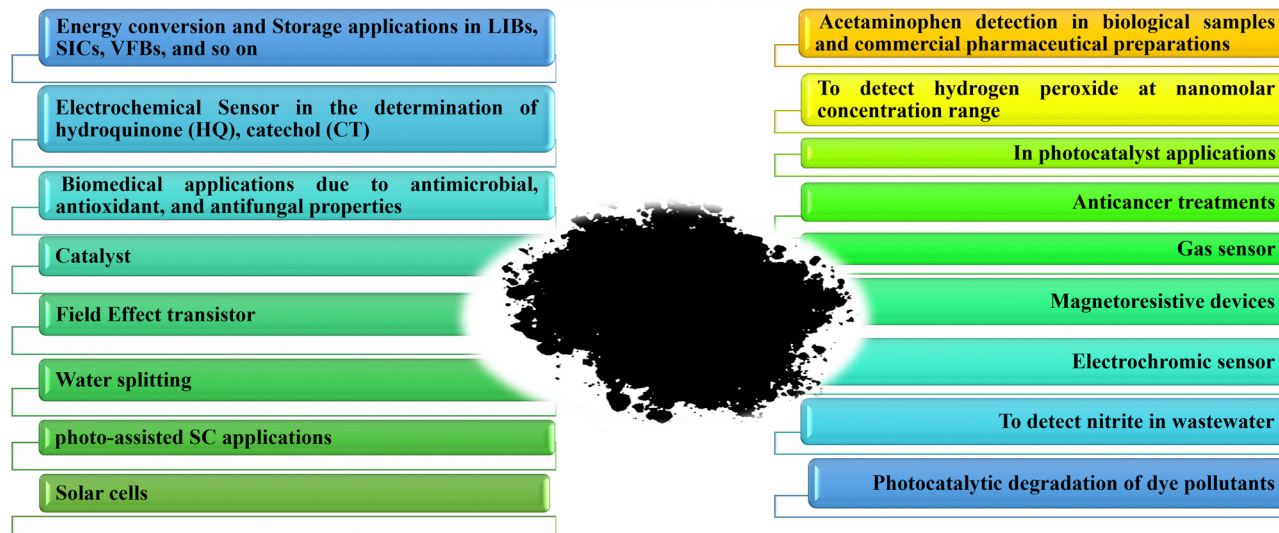 Energy conversion and Storage applications in LIBs,
SICs, VFBs, and so on
Electrochemical Sensor in the determination of
hydroquinone (HQ), catechol (CT)
Biomedical applications due to antimicrobial,
antioxidant, and antifungal properties
Catalyst
Field Effect transistor
Water splitting
photo-assisted SC applications
Solar cells
Acetaminophen detection in biological samples
and commercial pharmaceutical preparations
To detect hydrogen peroxide at nanomolar
concentration range
In photocatalyst applications
Anticancer treatments
Gas sensor
Magnetoresistive devices
Electrochromic sensor
To detect nitrite in wastewater
Photocatalytic degradation of dye pollutants